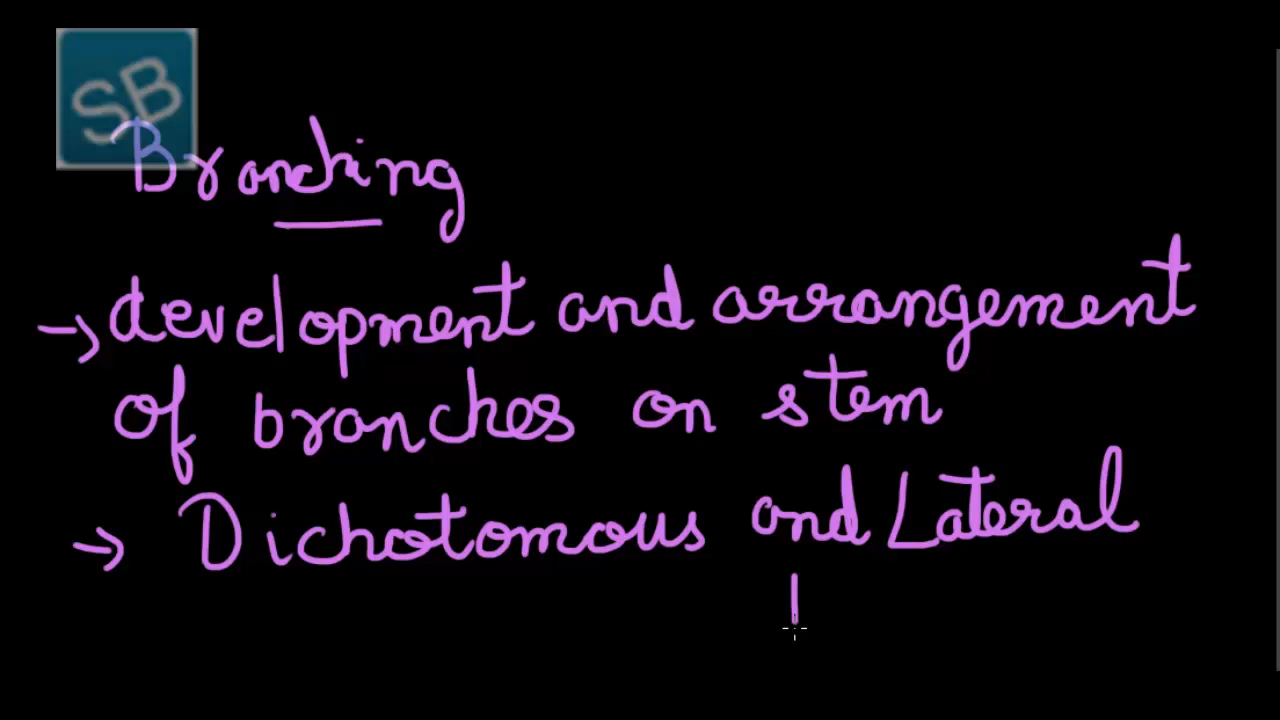 SB
Branching
→ development and arrangement
of branches on stem
→ Dichotomous and Lateral